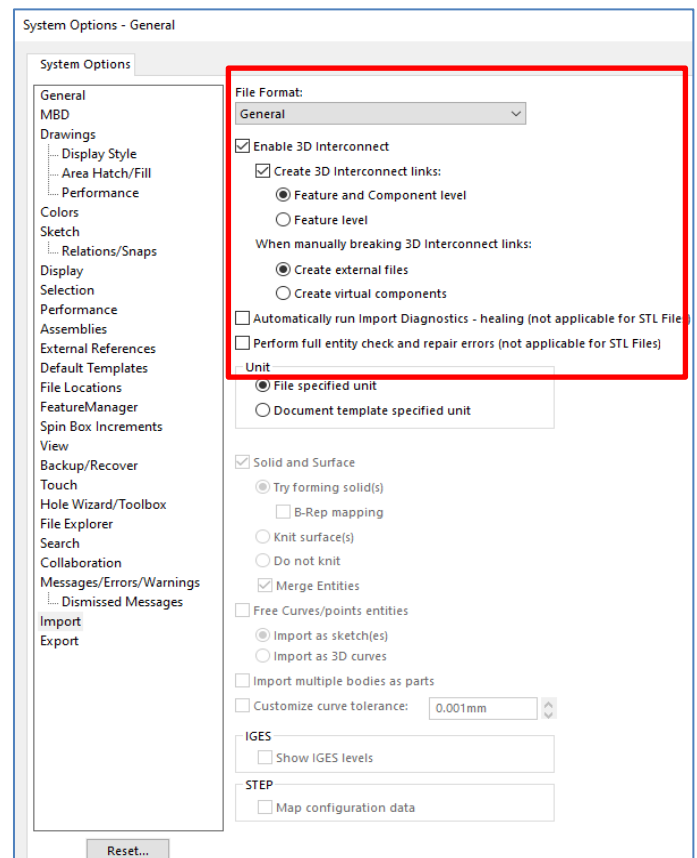 System Options - General
System Options
General
MBD
Drawings
Display Style
Area Hatch/Fill
Performance
Colors
Sketch
Relations/Snaps
Display
Selection
Performance
Assemblies
External References
Default Templates
File Locations
FeatureManager
Spin Box Increments
View
Backup/Recover
Touch
Hole Wizard/Toolbox
File Explorer
Search
Collaboration
Messages/Errors/Warnings
Dismissed Messages
Import
Export
Reset...
File Format:
General
Enable 3D Interconnect
Create 3D Interconnect links:
Feature and Component level
Feature level
When manually breaking 3D Interconnect links:
Create external files
Create virtual components
Automatically run Import Diagnostics - healing (not applicable for STL Files)
Perform full entity check and repair errors (not applicable for STL Files)
Unit
File specified unit
Document template specified unit
Solid and Surface
Try forming solid(s)
B-Rep mapping
Knit surface(s)
Do not knit
Merge Entities
Free Curves/points entities
Import as sketch(es)
Import as 3D curves
Import multiple bodies as parts
Customize curve tolerance: 0.001mm
IGES
Show IGES levels
STEP
Map configuration data